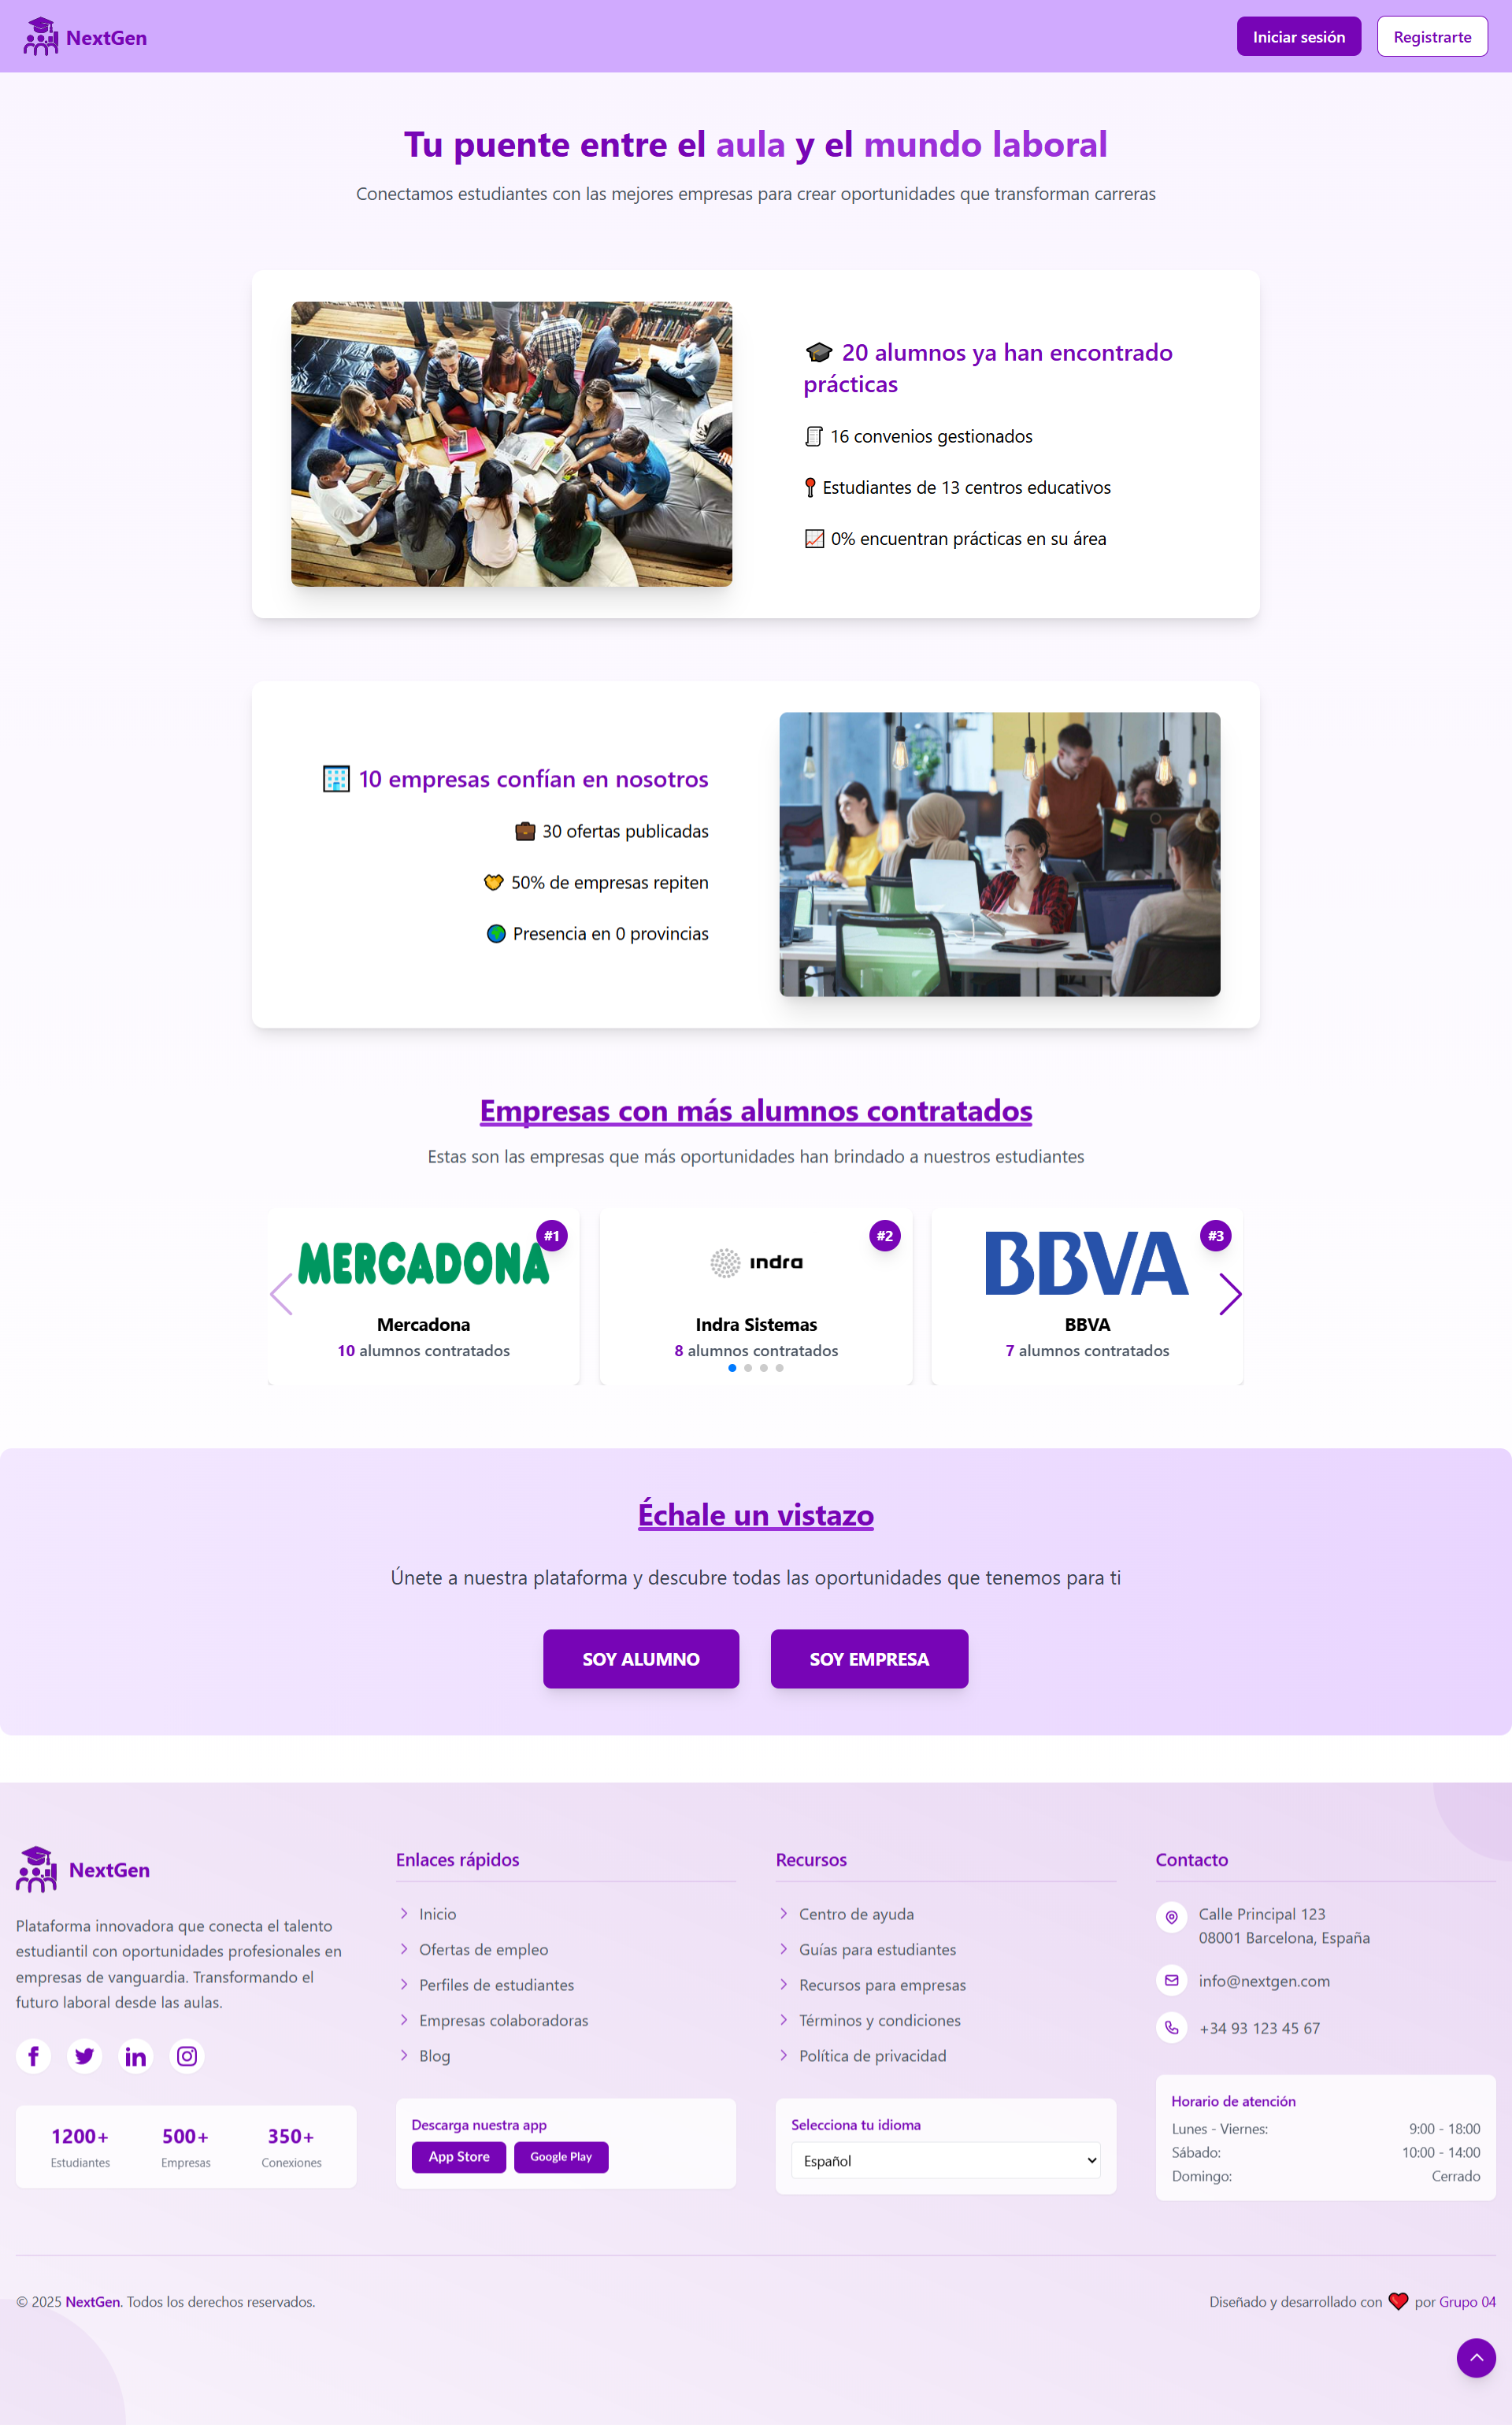 NextGen
Iniciar sesión
Registrarte
Tu puente entre el aula y el mundo laboral
Conectamos estudiantes con las mejores empresas para crear oportunidades que transforman carreras
🎓 20 alumnos ya han encontrado
prácticas
16 convenios gestionados
Estudiantes de 13 centros educativos
0% encuentran prácticas en su área
10 empresas confían en nosotros
30 ofertas publicadas
50% de empresas repiten
Presencia en 0 provincias
Empresas con más alumnos contratados
Estas son las empresas que más oportunidades han brindado a nuestros estudiantes
MERCADONA
#1
Mercadona
10 alumnos contratados
indra
#2
Indra Sistemas
8 alumnos contratados
BBVA
#3
BBVA
7 alumnos contratados
Échale un vistazo
Únete a nuestra plataforma y descubre todas las oportunidades que tenemos para ti
SOY ALUMNO
SOY EMPRESA
NextGen
Plataforma innovadora que conecta el talento
estudiantil con oportunidades profesionales en
empresas de vanguardia. Transformando el
futuro laboral desde las aulas.
1200+
Estudiantes
500+
Empresas
350+
Conexiones
Enlaces rápidos
Inicio
Ofertas de empleo
Perfiles de estudiantes
Empresas colaboradoras
Blog
Descarga nuestra app
App Store
Google Play
Recursos
Centro de ayuda
Guías para estudiantes
Recursos para empresas
Términos y condiciones
Política de privacidad
Selecciona tu idioma
Español
Contacto
Calle Principal 123
08001 Barcelona, España
info@nextgen.com
+34 93 123 45 67
Horario de atención
Lunes - Viernes: 9:00 - 18:00
Sábado: 10:00 - 14:00
Domingo: Cerrado
© 2025 NextGen. Todos los derechos reservados.
Diseñado y desarrollado con ❤️ por Grupo 04